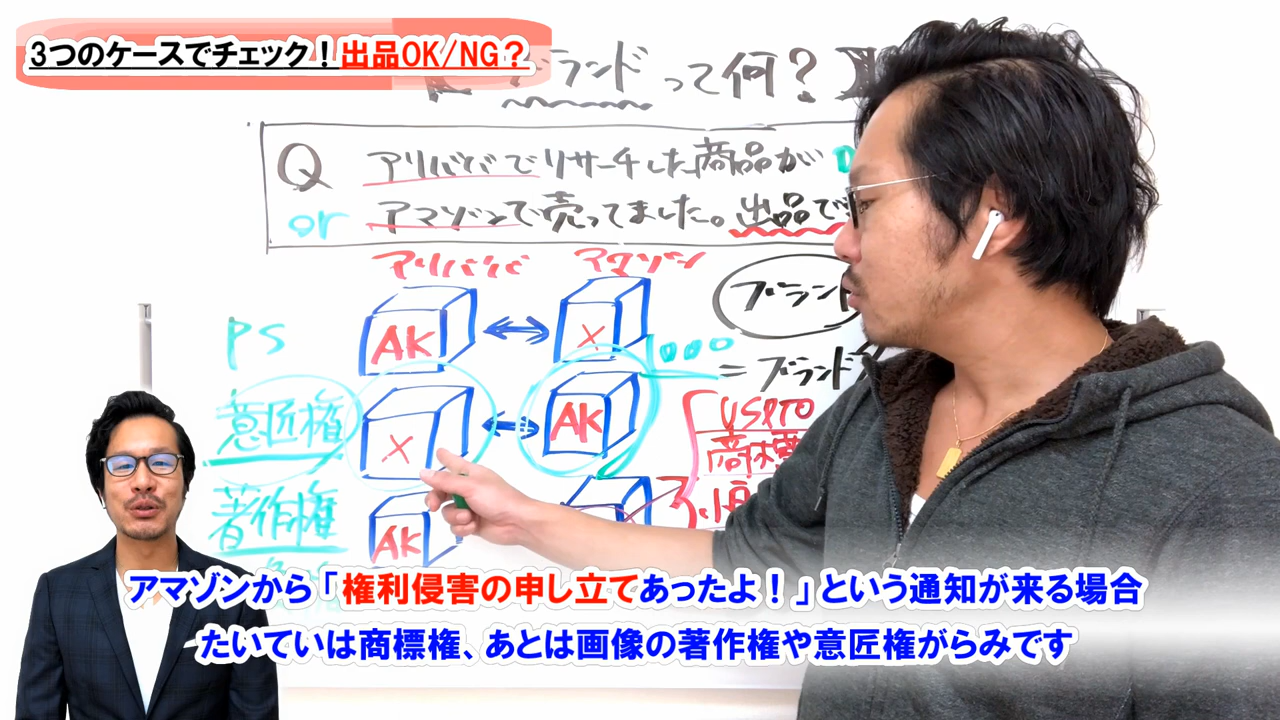 3つのケースでチェック！出品OK/NG？
ブランドって何？
Q アリババでリサーチした商品が
or アマゾンで売ってました。出品で
アリババ アマゾン
ブランド
PS AK X
= ブランド
意匠権 X AK
USPTO
著作権 AK
アマゾンから「権利侵害の申し立てあったよ！」という通知が来る場合
たいていは商標権、あとは画像の著作権や意匠権がらみです